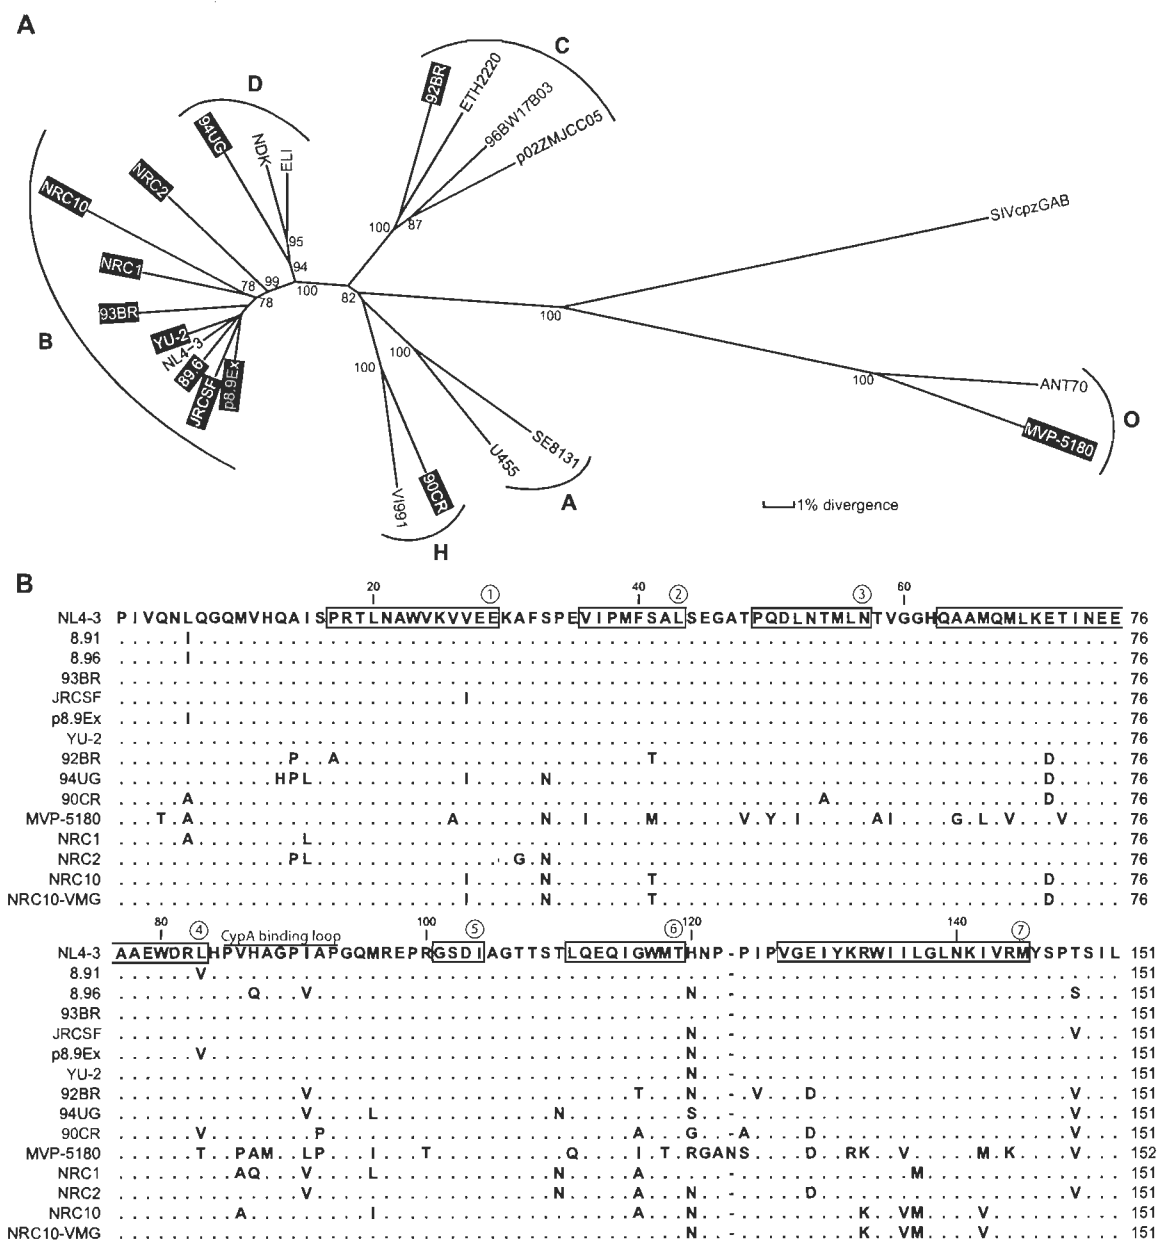 A
D
C
B
H
A
O
94UG
NDK
ELI
92BR
ETH2220
96BW17B03
p02ZMJCC05
NRC2
NRC10
NRC1
93BR
YU-2
NL4-3
89.6
JRCSF
p8.9Ex
SIVcpzGAB
ANT70
MVP-5180
SE8131
U455
90CR
VI991
95
94
100
99
78
78
100
87
82
100
100
100
100
1% divergence
B
20 ① 40 ② ③ 60
NL4-3 PIVQNLQGQMVHQAISPRTLNAWVKVVEEKAFSPEVIPMFSALSEGATPQDLNTMLNTVGGHQAAMQMLKETINEE 76
8.91 I 76
8.96 I 76
93BR 76
JRCSF I 76
p8.9Ex I 76
YU-2 76
92BR P A T D 76
94UG HPL I N D 76
90CR A A D 76
MVP-5180 T A A N I M V Y I AI G L V V 76
NRC1 A L 76
NRC2 PL G N 76
NRC10 I N T D 76
NRC10-VMG I N T D 76
80 ④ CypA binding loop 100 ⑤ ⑥ 120 140 ⑦
NL4-3 AAEWDRLHPVHAGPIAPGQMREPRGSDIAGTTSTLQEQIGWMTHNP-PIPVGEIYKRWIILGLNKIVRMYSPTSIL 151
8.91 V - 151
8.96 Q V N - S 151
93BR - 151
JRCSF N - V 151
p8.9Ex V N - 151
YU-2 N - 151
92BR V T N - V D V 151
94UG V L N S - V 151
90CR V P A G - A D V 151
MVP-5180 T PAM LP I T Q I T RGANS D RK V M K V 152
NRC1 AQ V L N A - M 151
NRC2 V N A N - D V 151
NRC10 A I A N - K VM V 151
NRC10-VMG N - K VM V 151